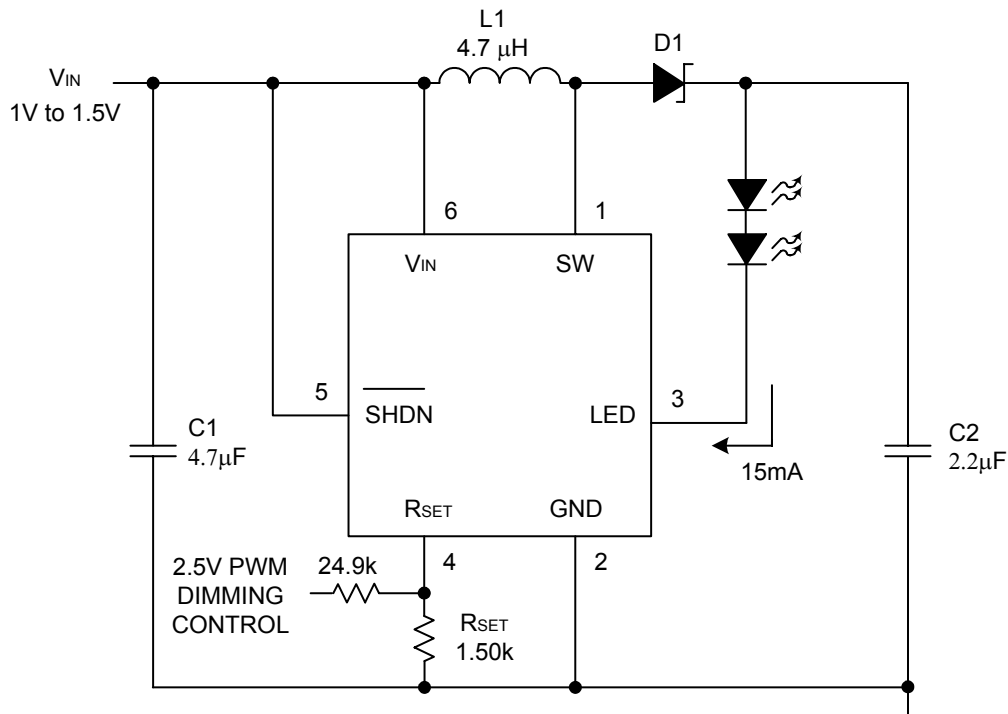 L1
4.7 μH
D1
VIN
1V to 1.5V
6
1
VIN
SW
5
SHDN
LED
3
C1
4.7μF
C2
2.2μF
15mA
RSET
GND
4
2
2.5V PWM
DIMMING
CONTROL
24.9k
RSET
1.50k